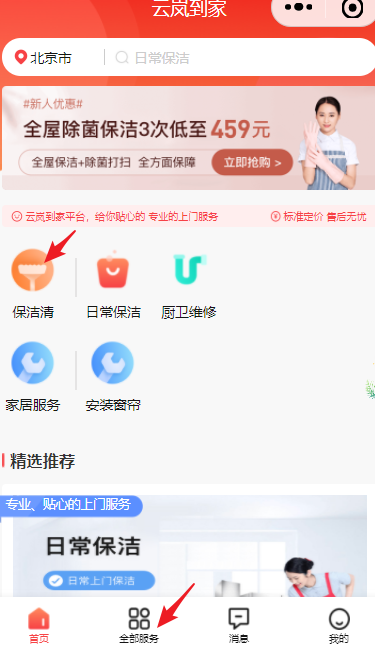 云岚到家
北京市
日常保洁
#新人优惠#
全屋除菌保洁3次低至459元
全屋保洁+除菌打扫 全方面保障 立即抢购 >
云岚到家平台，给你贴心的 专业的上门服务
标准定价 售后无忧
保洁清 日常保洁 厨卫维修
家居服务 安装窗帘
精选推荐
专业、贴心的上门服务
日常保洁
日常上门保洁
首页 全部服务 消息 我的